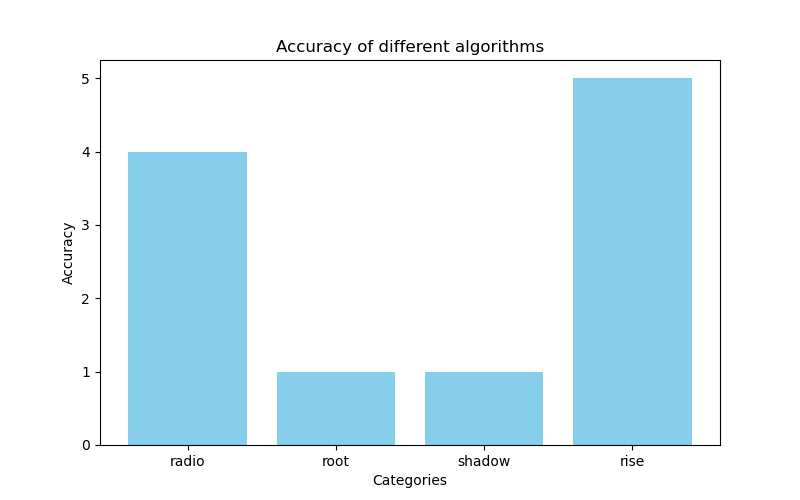 Accuracy of different algorithms
5
4
3
2
1
0
Accuracy
radio root shadow rise
Categories